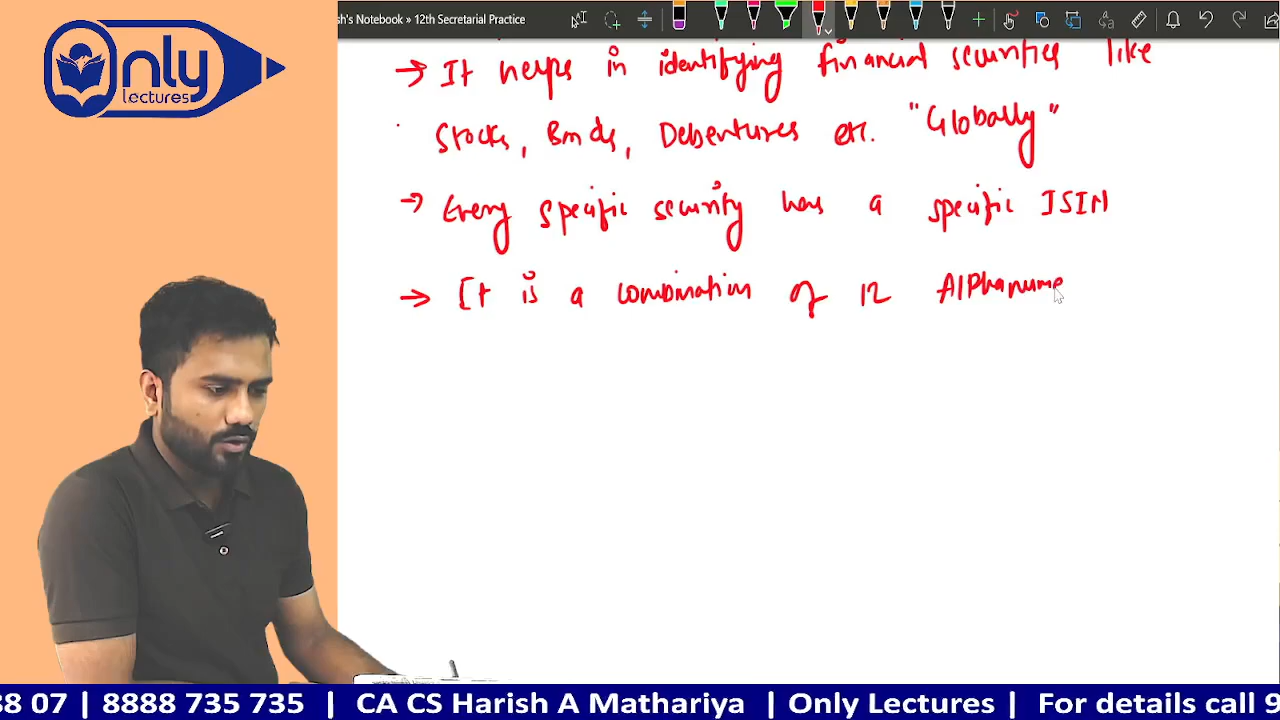 Only
lectures
sh's Notebook » 12th Secretarial Practice
→ It helps in identifying financial securities like
Stocks, Bonds, Debentures etc. "Globally"
→ Every specific security has a specific ISIN
→ It is a combination of 12 Alphanume
38 07 | 8888 735 735 | CA CS Harish A Mathariya | Only Lectures | For details call 9